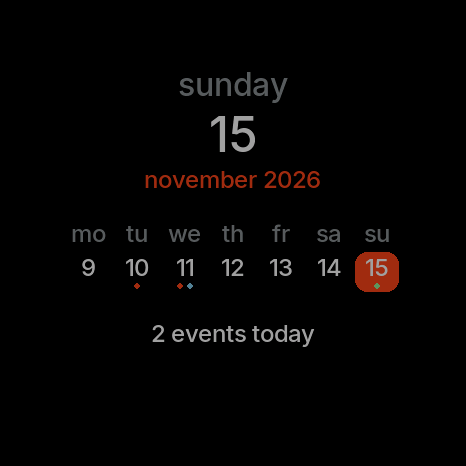 sunday
15
november 2026
mo tu we th fr sa su
9 10 11 12 13 14 15
2 events today